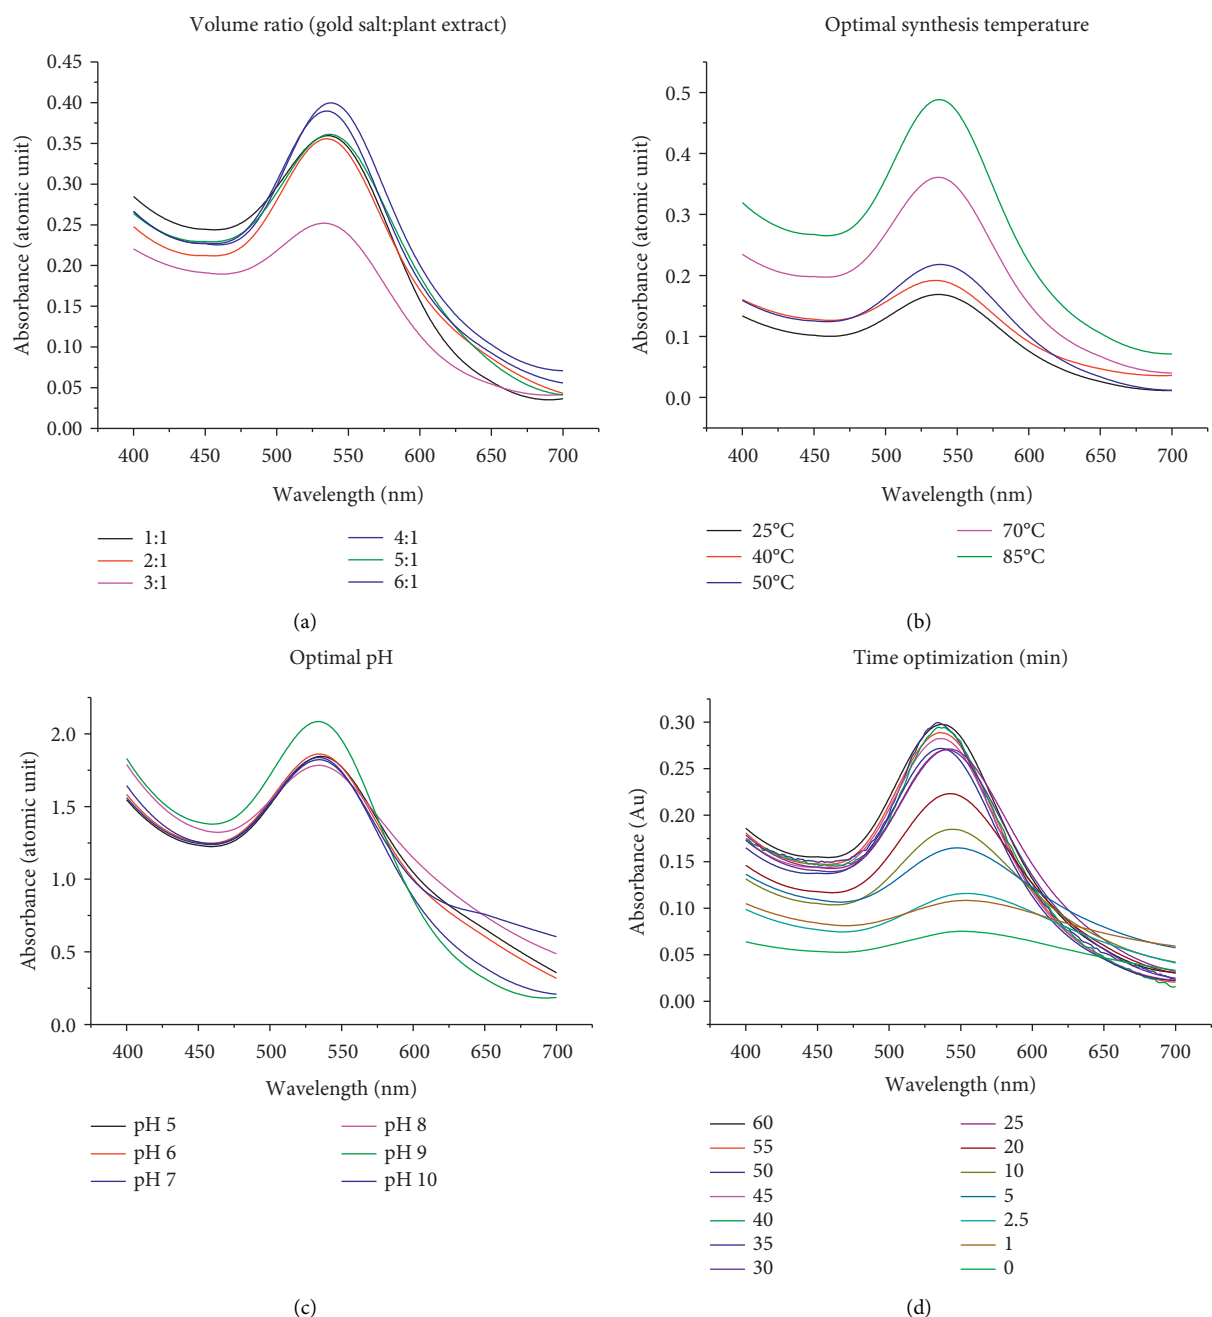 Volume ratio (gold salt:plant extract)
0.45
0.40
0.35
0.30
0.25
0.20
0.15
0.10
0.05
0.00
Absorbance (atomic unit)
400 450 500 550 600 650 700
Wavelength (nm)
1:1 4:1
2:1 5:1
3:1 6:1
(a)
Optimal synthesis temperature
0.5
0.4
0.3
0.2
0.1
0.0
Absorbance (atomic unit)
400 450 500 550 600 650 700
Wavelength (nm)
25°C 70°C
40°C 85°C
50°C
(b)
Optimal pH
2.0
1.5
1.0
0.5
0.0
Absorbance (atomic unit)
400 450 500 550 600 650 700
Wavelength (nm)
pH 5 pH 8
pH 6 pH 9
pH 7 pH 10
(c)
Time optimization (min)
0.30
0.25
0.20
0.15
0.10
0.05
0.00
Absorbance (Au)
400 450 500 550 600 650 700
Wavelength (nm)
60 25
55 20
50 10
45 5
40 2.5
35 1
30 0
(d)